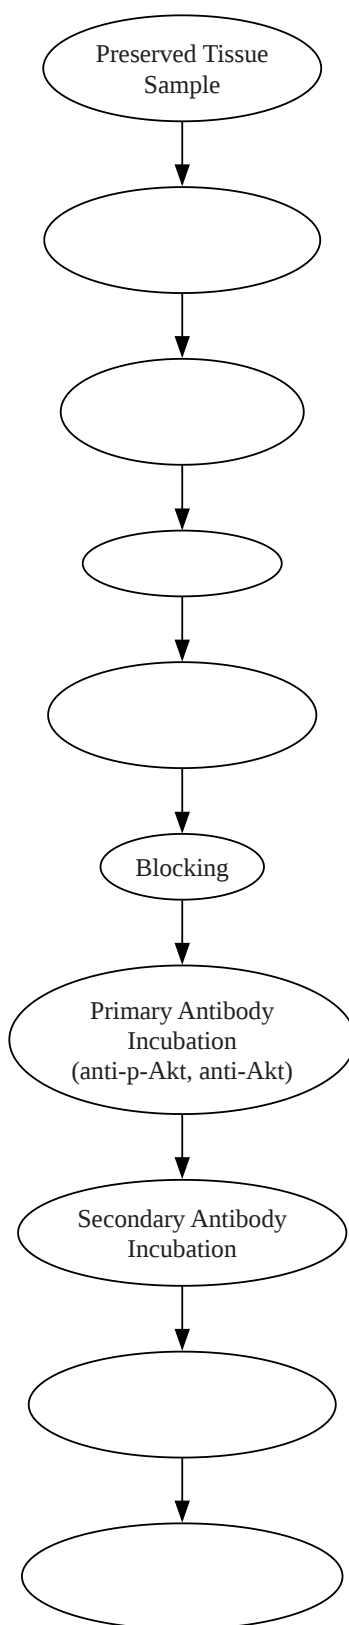 Preserved Tissue
Sample
Blocking
Primary Antibody
Incubation
(anti-p-Akt, anti-Akt)
Secondary Antibody
Incubation